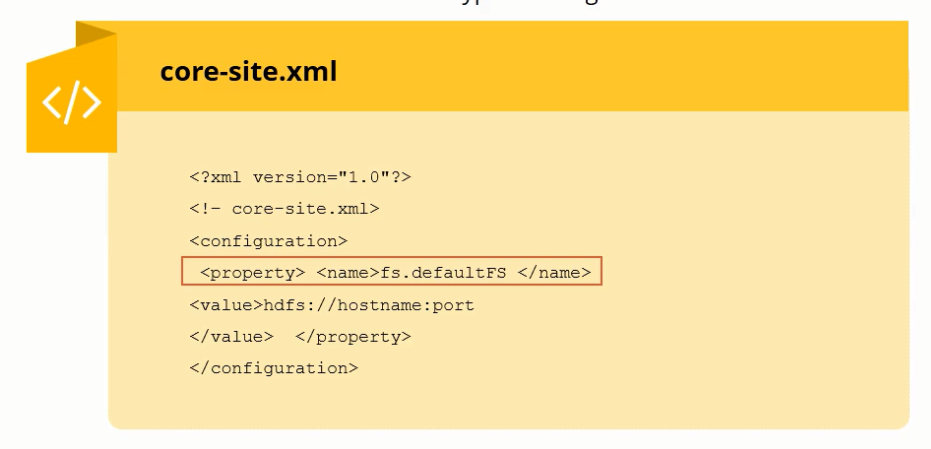 core-site.xml
</>
<?xml version="1.0"?>
<!– core-site.xml>
<configuration>
<property> <name>fs.defaultFS </name>
<value>hdfs://hostname:port
</value>  </property>
</configuration>